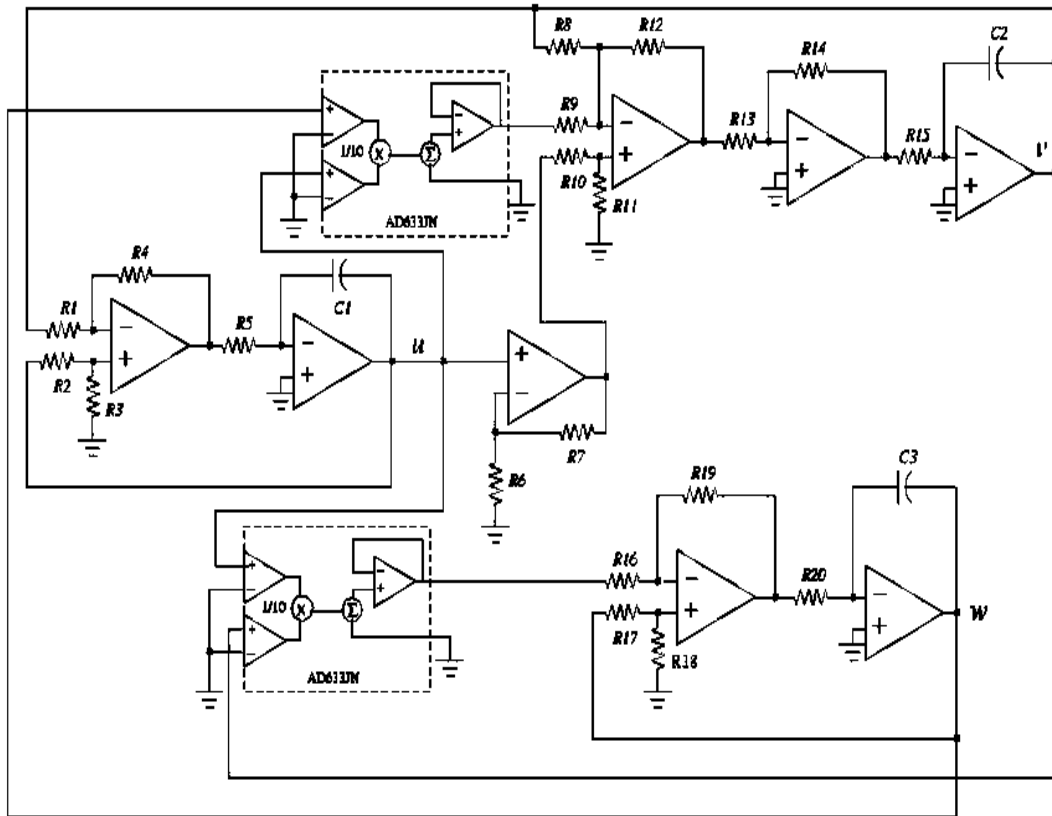 R8
R12
C2
R14
R9
R13
R15
V
1/10
X
Σ
R10
R11
AD633JN
R4
C1
R1
R5
u
R2
R3
R7
R6
R19
C3
R16
R20
1/10
X
Σ
R17
W
R18
AD633JN